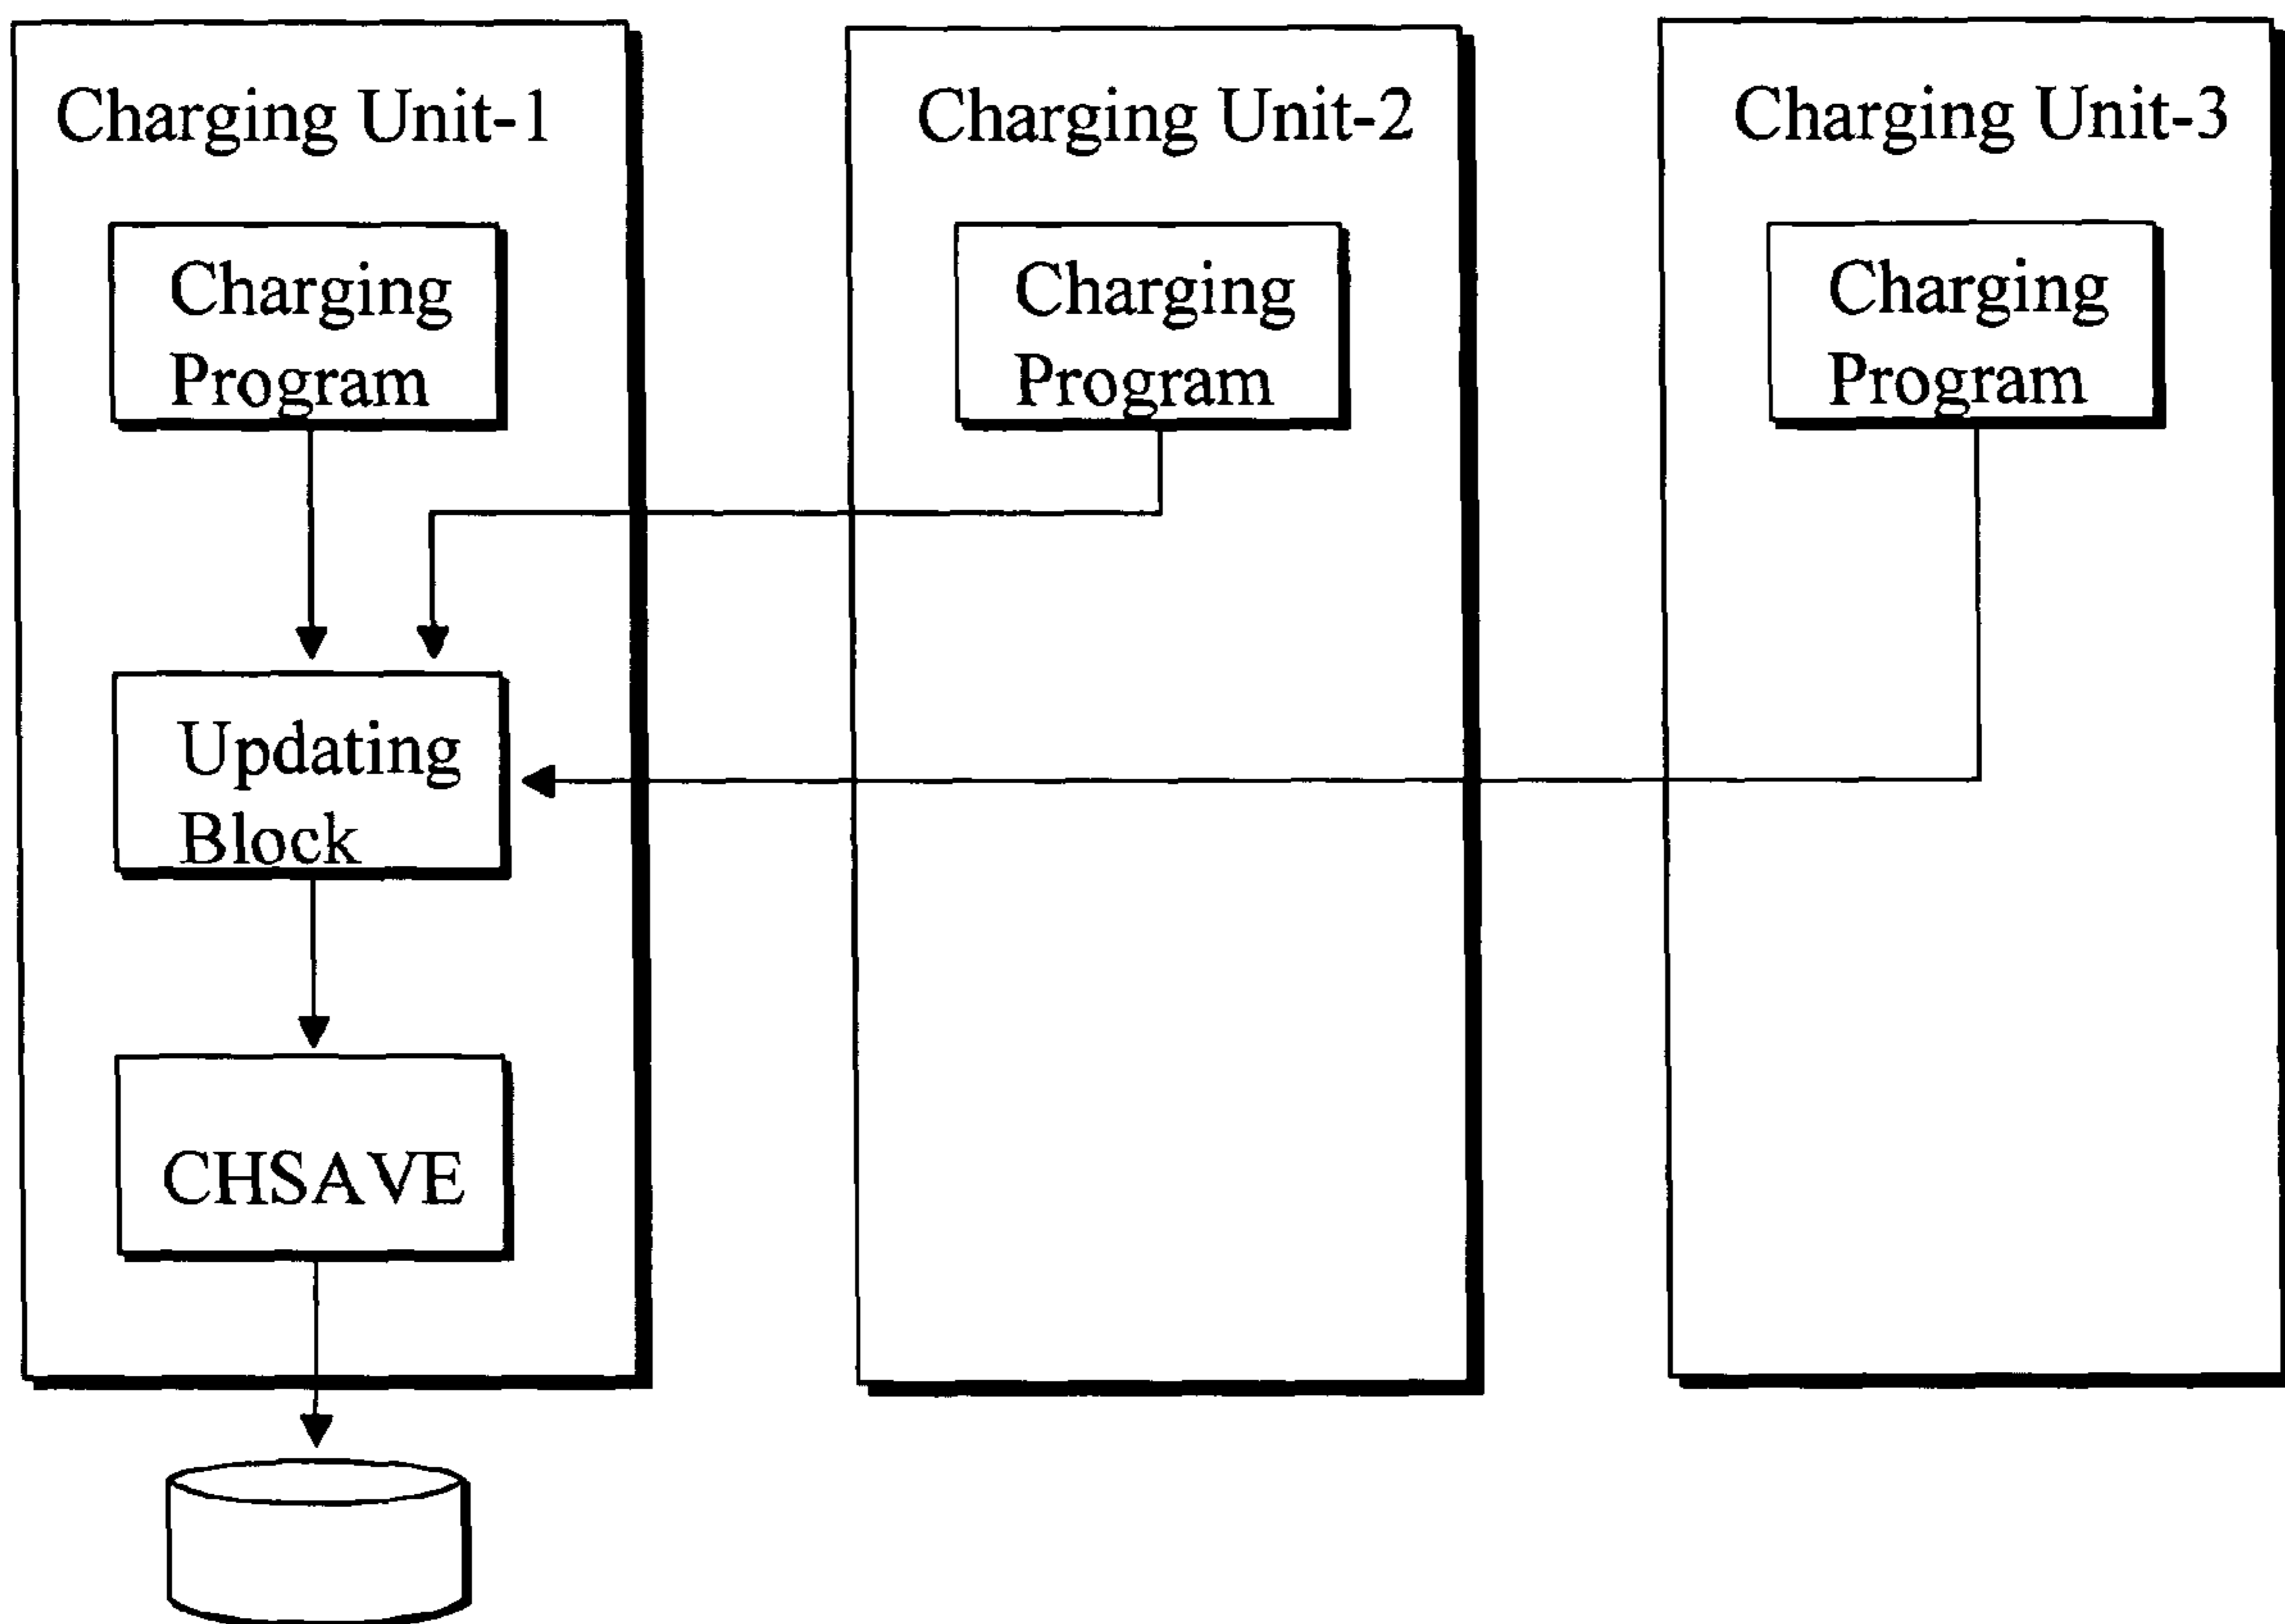 Charging Unit-1
Charging Unit-2
Charging Unit-3
Charging
Program
Charging
Program
Charging
Program
Updating
Block
CHSAVE